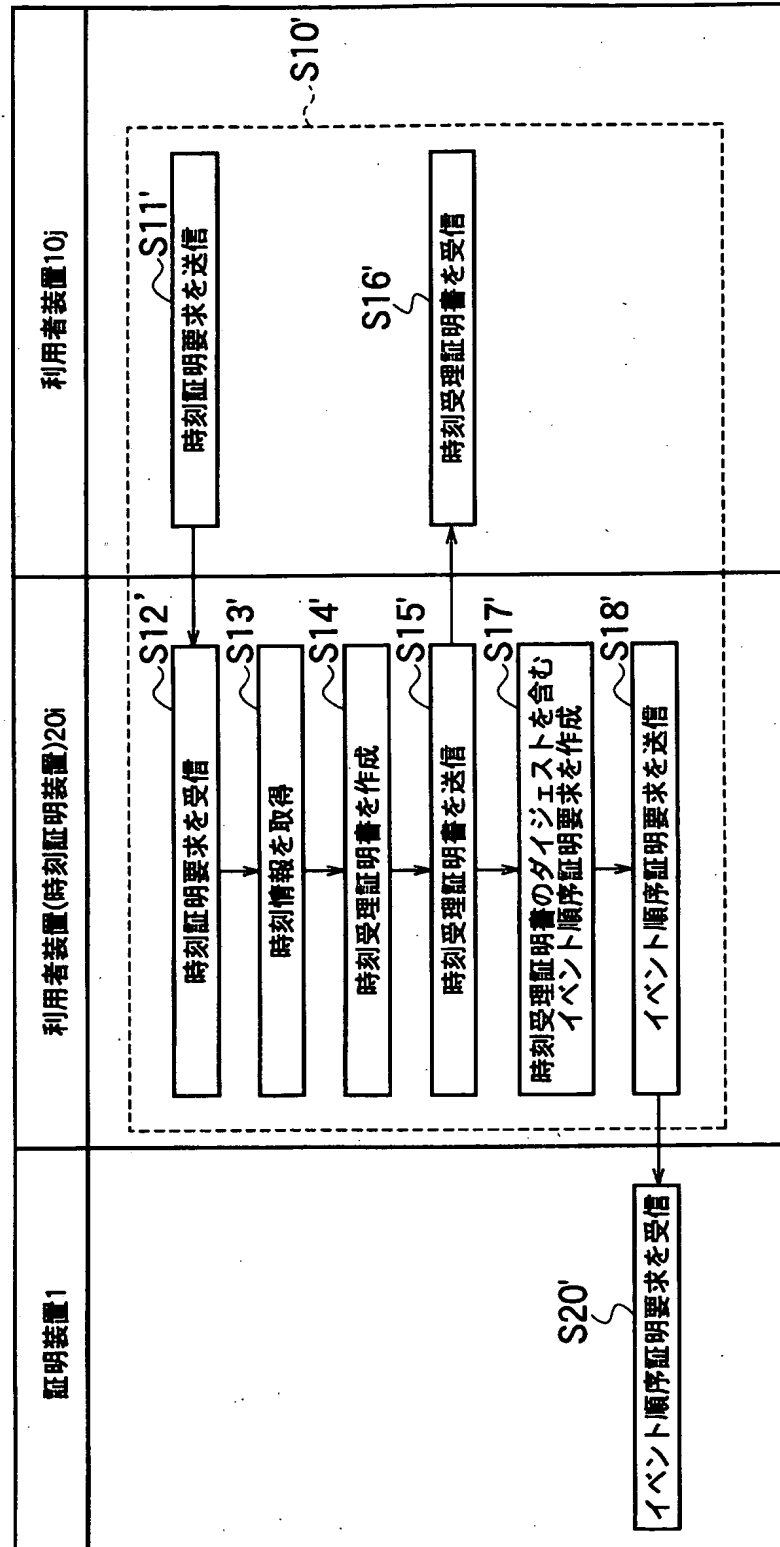 証明装置1
利用者装置(時刻証明装置)20i
利用者装置10j
S10'
S11'
時刻証明要求を送信
S12'
時刻証明要求を受信
S13'
時刻情報を取得
S14'
時刻受理証明書を作成
S15'
時刻受理証明書を送信
S16'
時刻受理証明書を受信
S17'
時刻受理証明書のダイジェストを含む
イベント順序証明要求を作成
S18'
イベント順序証明要求を送信
S20'
イベント順序証明要求を受信